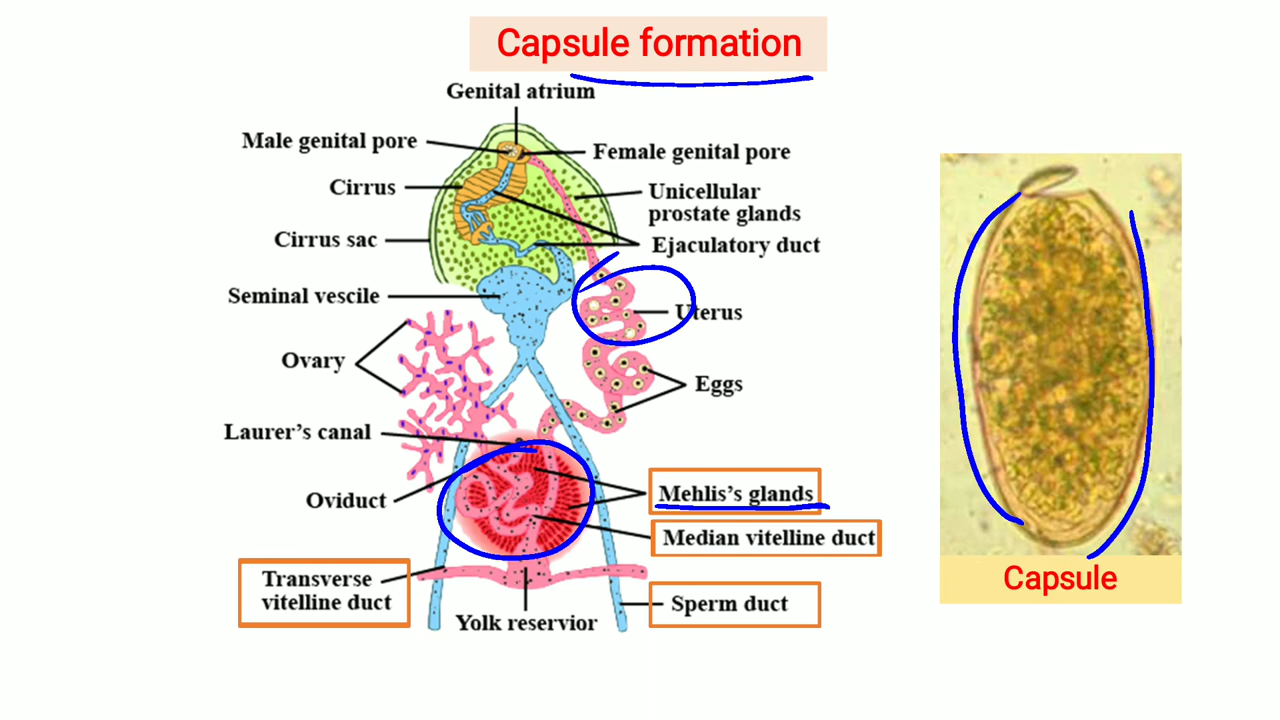 Capsule formation
Genital atrium
Male genital pore
Female genital pore
Cirrus
Unicellular
prostate glands
Cirrus sac
Ejaculatory duct
Seminal vescile
Uterus
Ovary
Eggs
Laurer's canal
Oviduct
Mehlis's glands
Median vitelline duct
Transverse
vitelline duct
Sperm duct
Yolk reservior
Capsule